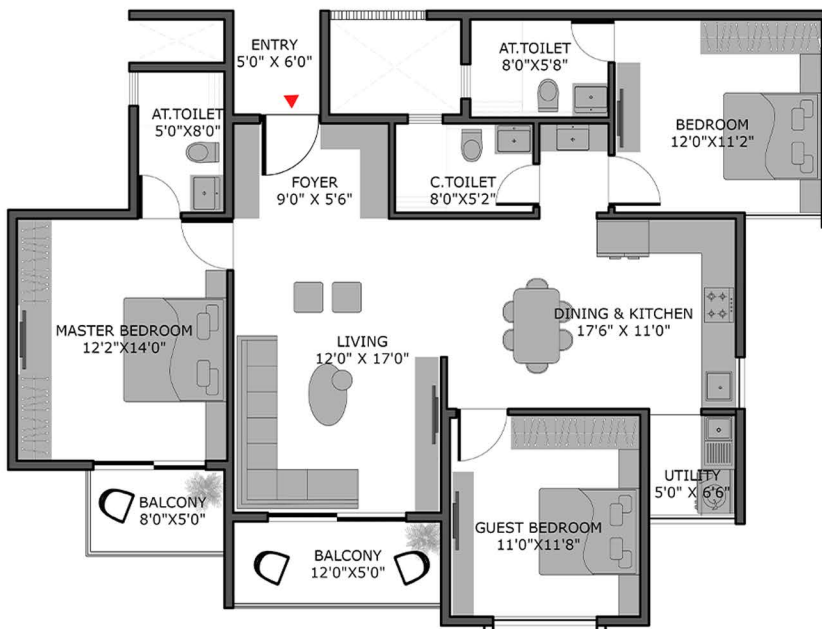 ENTRY
5'0" X 6'0"
AT.TOILET
8'0"X5'8"
AT.TOILET
5'0"X8'0"
BEDROOM
12'0"X11'2"
FOYER
9'0" X 5'6"
C.TOILET
8'0"X5'2"
MASTER BEDROOM
12'2"X14'0"
LIVING
12'0" X 17'0"
DINING & KITCHEN
17'6" X 11'0"
UTILITY
5'0" X 6'6"
BALCONY
8'0"X5'0"
GUEST BEDROOM
11'0"X11'8"
BALCONY
12'0"X5'0"